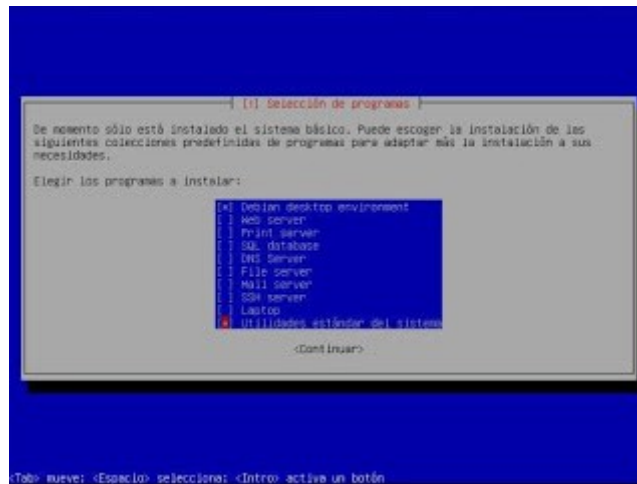 [!] Selección de programas
De momento sólo está instalado el sistema básico. Puede escoger la instalación de las
siguientes colecciones predefinidas de programas para adaptar más la instalación a sus
necesidades.
Elegir los programas a instalar:
[*] Debian desktop environment
[ ] Web server
[ ] Print server
[ ] SQL database
[ ] DNS Server
[ ] File server
[ ] Mail server
[ ] SSH server
[ ] Laptop
[*] Utilidades estándar del sistema
<Continuar>
<Tab> mueve; <Espacio> selecciona; <Intro> activa un botón